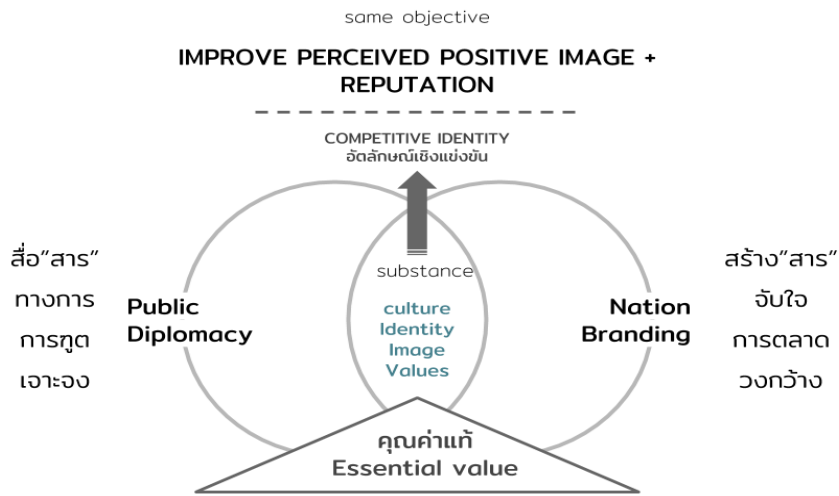 same objective
IMPROVE PERCEIVED POSITIVE IMAGE +
REPUTATION
COMPETITIVE IDENTITY
อัตลักษณ์เชิงแข่งขัน
สื่อ"สาร"
ทางการ
การฑูต
เจาะจง
Public
Diplomacy
substance
culture
Identity
Image
Values
Nation
Branding
สร้าง"สาร"
จับใจ
การตลาด
วงกว้าง
คุณค่าแท้
Essential value